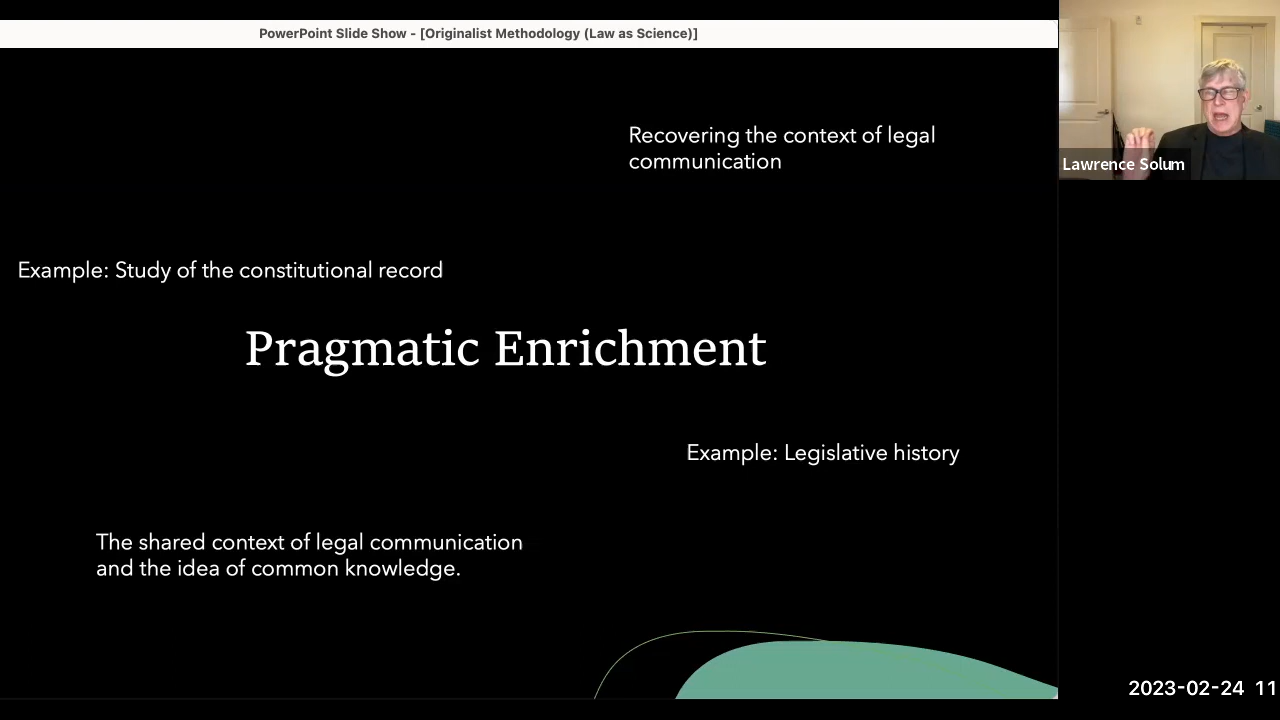 PowerPoint Slide Show - [Originalist Methodology (Law as Science)]
Recovering the context of legal
communication
Lawrence Solum
Example: Study of the constitutional record
Pragmatic Enrichment
Example: Legislative history
The shared context of legal communication
and the idea of common knowledge.
2023-02-24 11